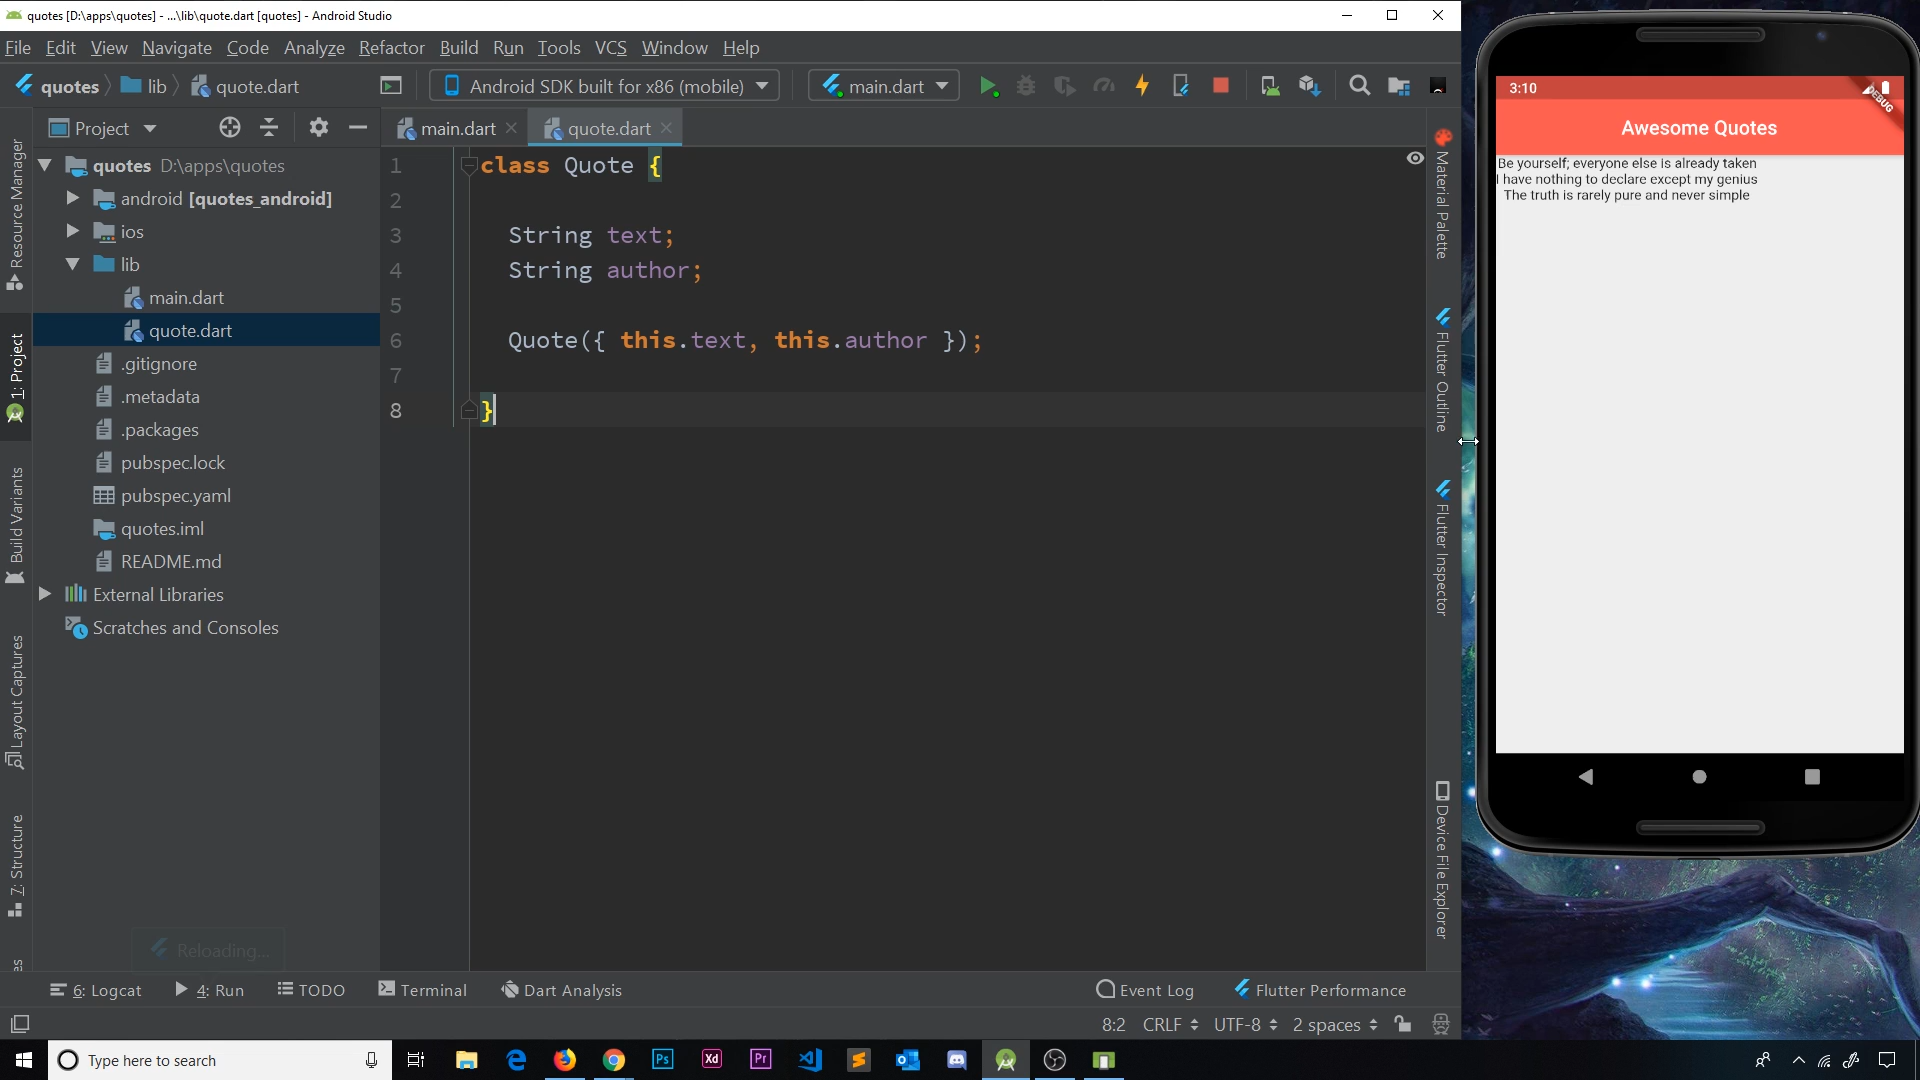 quotes [D:\apps\quotes] - ...\lib\quote.dart [quotes] - Android Studio
File Edit View Navigate Code Analyze Refactor Build Run Tools VCS Window Help
quotes lib quote.dart
Android SDK built for x86 (mobile)
main.dart
Project
main.dart
quote.dart
Resource Manager
1: Project
Build Variants
Layout Captures
7: Structure
es
quotes D:\apps\quotes
android [quotes_android]
ios
lib
main.dart
quote.dart
.gitignore
.metadata
.packages
pubspec.lock
pubspec.yaml
quotes.iml
README.md
External Libraries
Scratches and Consoles
Reloading...
1 class Quote {
2
3 String text;
4 String author;
5
6 Quote({ this.text, this.author });
7
8 }
Material Palette
Flutter Outline
Flutter Inspector
Device File Explorer
3:10
DEBUG
Awesome Quotes
Be yourself; everyone else is already taken
I have nothing to declare except my genius
The truth is rarely pure and never simple
6: Logcat
4: Run
TODO
Terminal
Dart Analysis
Event Log
Flutter Performance
8:2 CRLF UTF-8 2 spaces
Type here to search
Ps
Xd
Pr